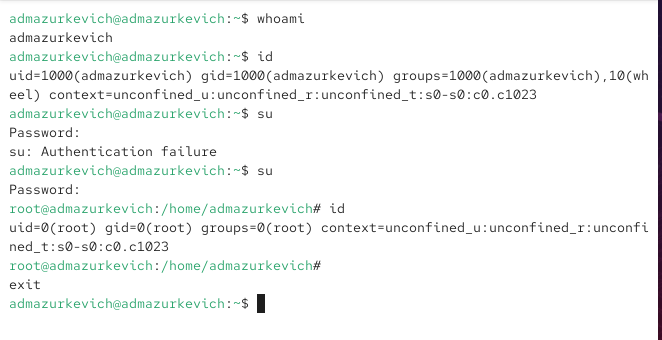 admazurkevich@admazurkevich:~$ whoami
admazurkevich
admazurkevich@admazurkevich:~$ id
uid=1000(admazurkevich) gid=1000(admazurkevich) groups=1000(admazurkevich),10(wh
eel) context=unconfined_u:unconfined_r:unconfined_t:s0-s0:c0.c1023
admazurkevich@admazurkevich:~$ su
Password:
su: Authentication failure
admazurkevich@admazurkevich:~$ su
Password:
root@admazurkevich:/home/admazurkevich# id
uid=0(root) gid=0(root) groups=0(root) context=unconfined_u:unconfined_r:unconfi
ned_t:s0-s0:c0.c1023
root@admazurkevich:/home/admazurkevich#
exit
admazurkevich@admazurkevich:~$